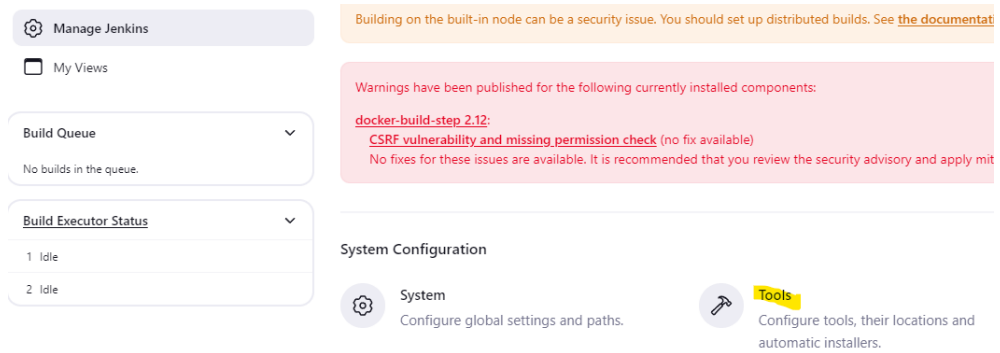 Manage Jenkins
My Views
Build Queue
No builds in the queue.
Build Executor Status
1 Idle
2 Idle
Building on the built-in node can be a security issue. You should set up distributed builds. See the
Warnings have been published for the following currently installed components:
docker-build-step 2.12:
CSRF vulnerability and missing permission check (no fix available)
No fixes for these issues are available. It is recommended that you review the security advisory and apply
System Configuration
System
Configure global settings and paths.
Tools
Configure tools, their locations and
automatic installers.